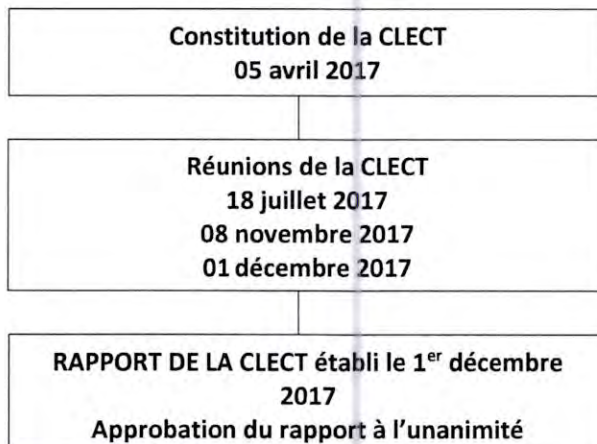 Constitution de la CLECT
05 avril 2017
Réunions de la CLECT
18 juillet 2017
08 novembre 2017
01 décembre 2017
RAPPORT DE LA CLECT établi le 1er décembre
2017
Approbation du rapport à l'unanimité